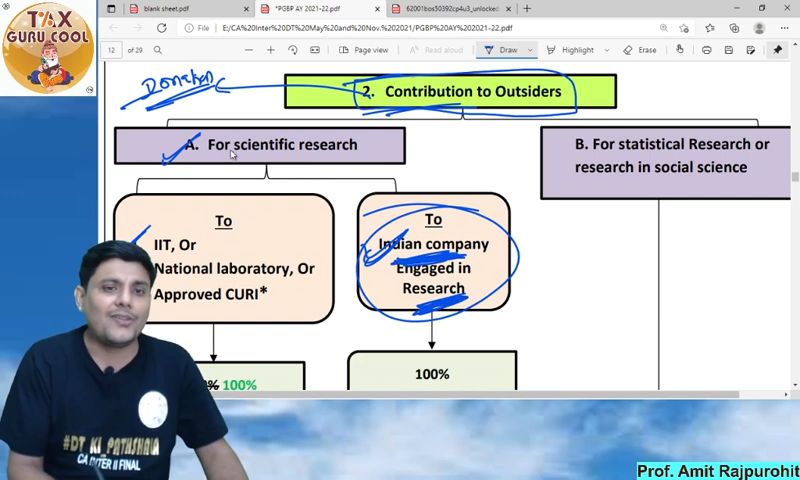 TAX
GURU COOL
blank sheet.pdf
*PGBP AY 2021-22.pdf
62001bos50392cp4u3_unlocked
E:/CA%20Inter%20DT%20May%20and%20Nov.%202021/PGBP%20AY%202021-22.pdf
12 of 29
Page view
Read aloud
Draw
Highlight
Erase
Donation
2. Contribution to Outsiders
A. For scientific research
B. For statistical Research or
research in social science
To
IIT, Or
National laboratory, Or
Approved CURI*
To
Indian company
Engaged in
Research
100%
100%
#DT KI PATHSHALA
CA INTER II FINAL
Prof. Amit Rajpurohit